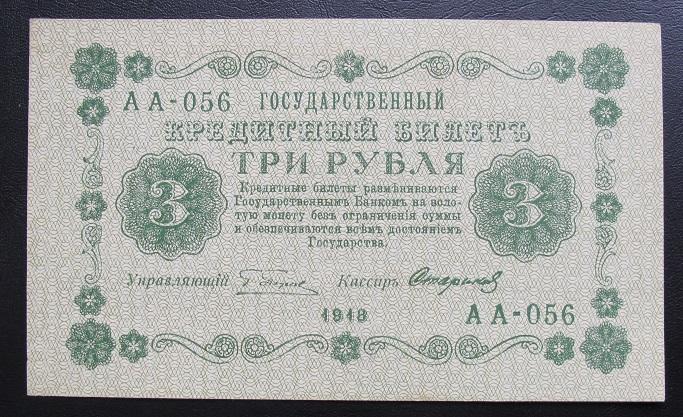 АА-056 ГОСУДАРСТВЕННЫЙ
КРЕДИТНЫЙ БИЛЕТЪ
ТРИ РУБЛЯ
3 3
Кредитные билеты размѣниваются
Государственнымъ Банкомъ на золо-
тую монету безъ ограниченія суммы
и обезпечиваются всѣмъ достояніемъ
Государства.
Управляющій Кассиръ Стариков
1918
АА-056